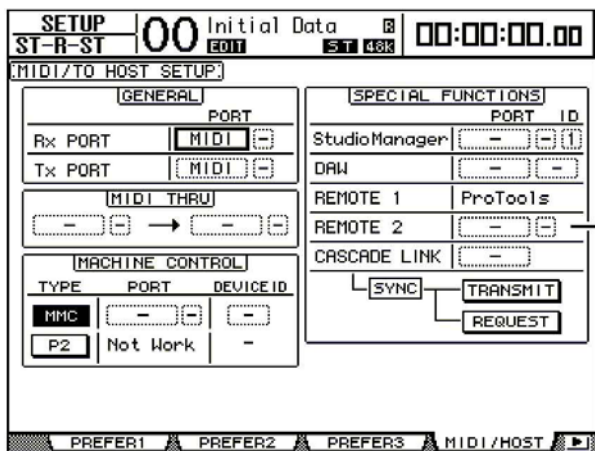 SETUP
ST-R-ST
00
Initial Data
EDIT
ST 48k
00:00:00.00
MIDI/TO HOST SETUP
GENERAL
PORT
Rx PORT MIDI -
Tx PORT MIDI -
MIDI THRU
- - → - -
MACHINE CONTROL
TYPE PORT DEVICE ID
MMC - - -
P2 Not Work -
SPECIAL FUNCTIONS
PORT ID
StudioManager - - 1
DAW - -
REMOTE 1 ProTools
REMOTE 2 - -
CASCADE LINK -
SYNC TRANSMIT
REQUEST
PREFER1 PREFER2 PREFER3 MIDI/HOST